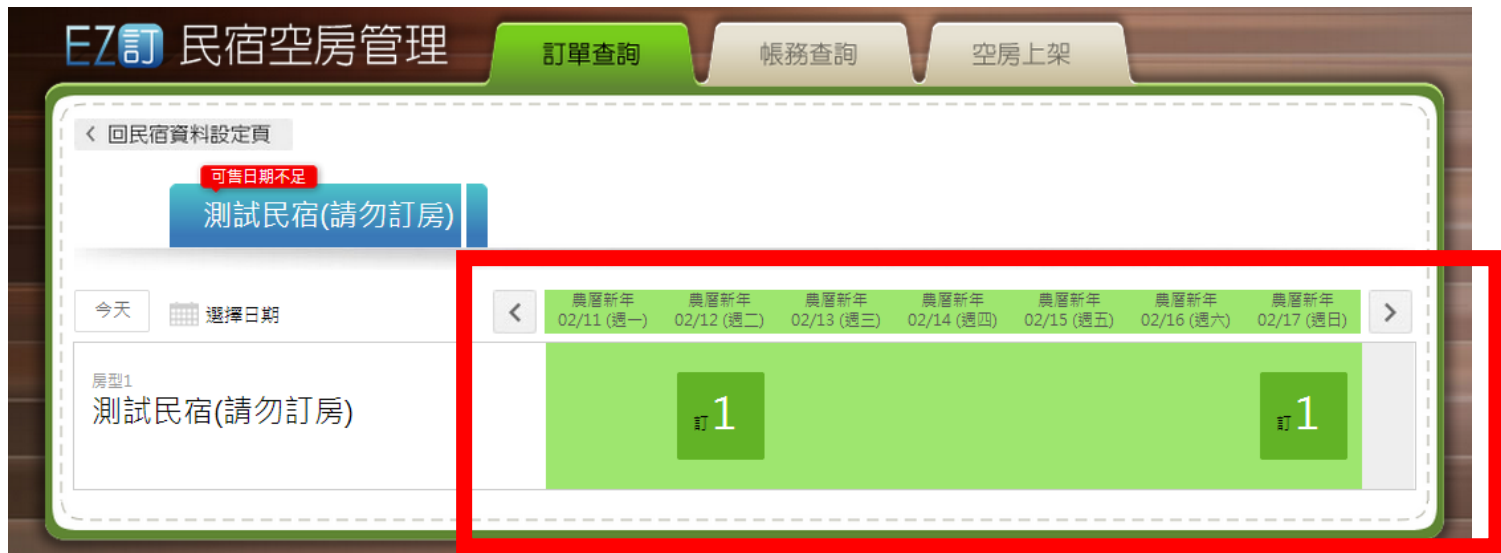 EZ訂 民宿空房管理
訂單查詢
帳務查詢
空房上架
回民宿資料設定頁
可售日期不足
測試民宿(請勿訂房)
今天
選擇日期
農曆新年 農曆新年 農曆新年 農曆新年 農曆新年 農曆新年 農曆新年
02/11 (週一) 02/12 (週二) 02/13 (週三) 02/14 (週四) 02/15 (週五) 02/16 (週六) 02/17 (週日)
房型1
測試民宿(請勿訂房)
訂 1
訂 1